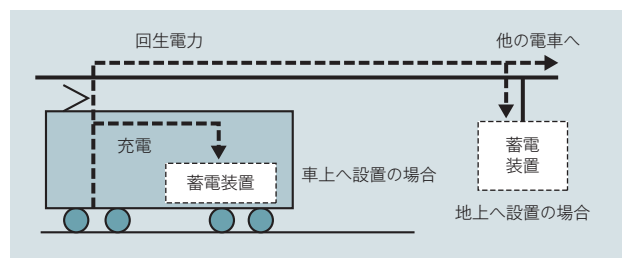 回生電力
他の電車へ
充電
蓄電装置
車上へ設置の場合
蓄電
装置
地上へ設置の場合